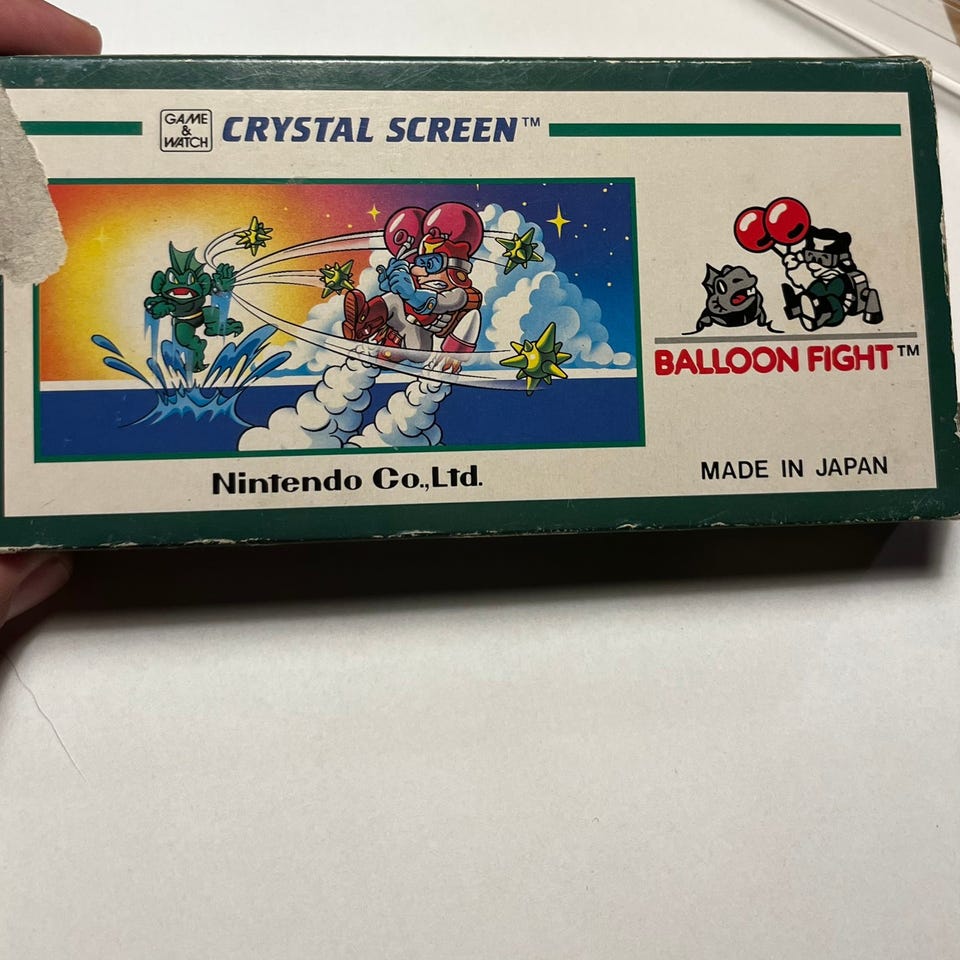 GAME
&
WATCH
CRYSTAL SCREEN™
BALLOON FIGHT™
Nintendo Co.,Ltd.
MADE IN JAPAN